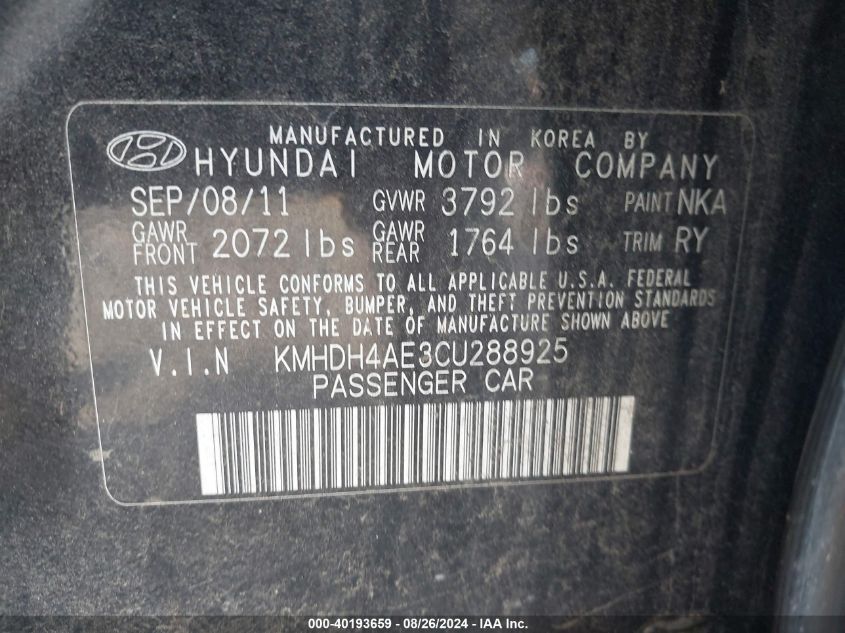 MANUFACTURED IN KOREA BY
HYUNDAI MOTOR COMPANY
SEP/08/11 GVWR 3792 lbs PAINT NKA
GAWR FRONT 2072 lbs GAWR REAR 1764 lbs TRIM RY
THIS VEHICLE CONFORMS TO ALL APPLICABLE U.S.A. FEDERAL
MOTOR VEHICLE SAFETY, BUMPER, AND THEFT PREVENTION STANDARDS
IN EFFECT ON THE DATE OF MANUFACTURE SHOWN ABOVE
V.I.N KMHDH4AE3CU288925
PASSENGER CAR
000-40193659 - 08/26/2024 - IAA Inc.